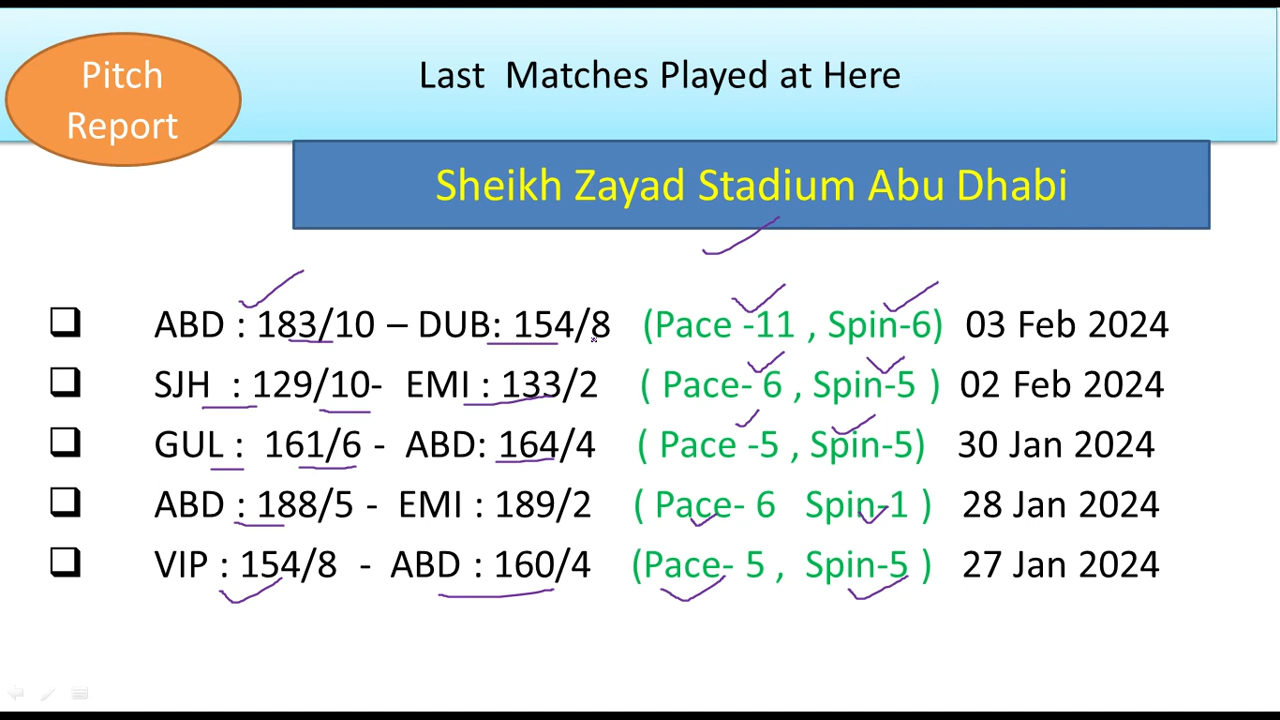 Pitch
Report
Last Matches Played at Here
Sheikh Zayad Stadium Abu Dhabi
ABD : 183/10 – DUB: 154/8 (Pace -11 , Spin-6) 03 Feb 2024
SJH : 129/10- EMI : 133/2 ( Pace- 6 , Spin-5 ) 02 Feb 2024
GUL : 161/6 - ABD: 164/4 ( Pace -5 , Spin-5) 30 Jan 2024
ABD : 188/5 - EMI : 189/2 ( Pace- 6 Spin-1 ) 28 Jan 2024
VIP : 154/8 - ABD : 160/4 (Pace- 5 , Spin-5 ) 27 Jan 2024